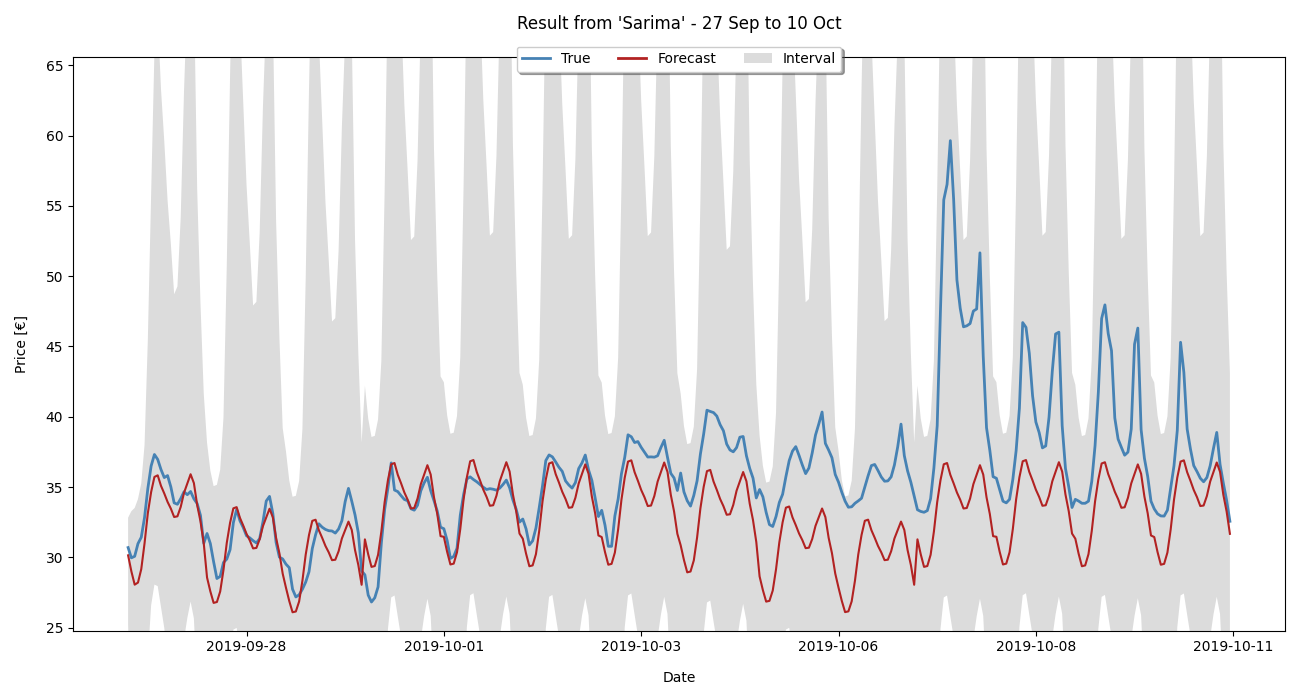 Result from 'Sarima' - 27 Sep to 10 Oct
True Forecast Interval
65
60
55
50
45
40
35
30
25
Price [€]
2019-09-28 2019-10-01 2019-10-03 2019-10-06 2019-10-08 2019-10-11
Date